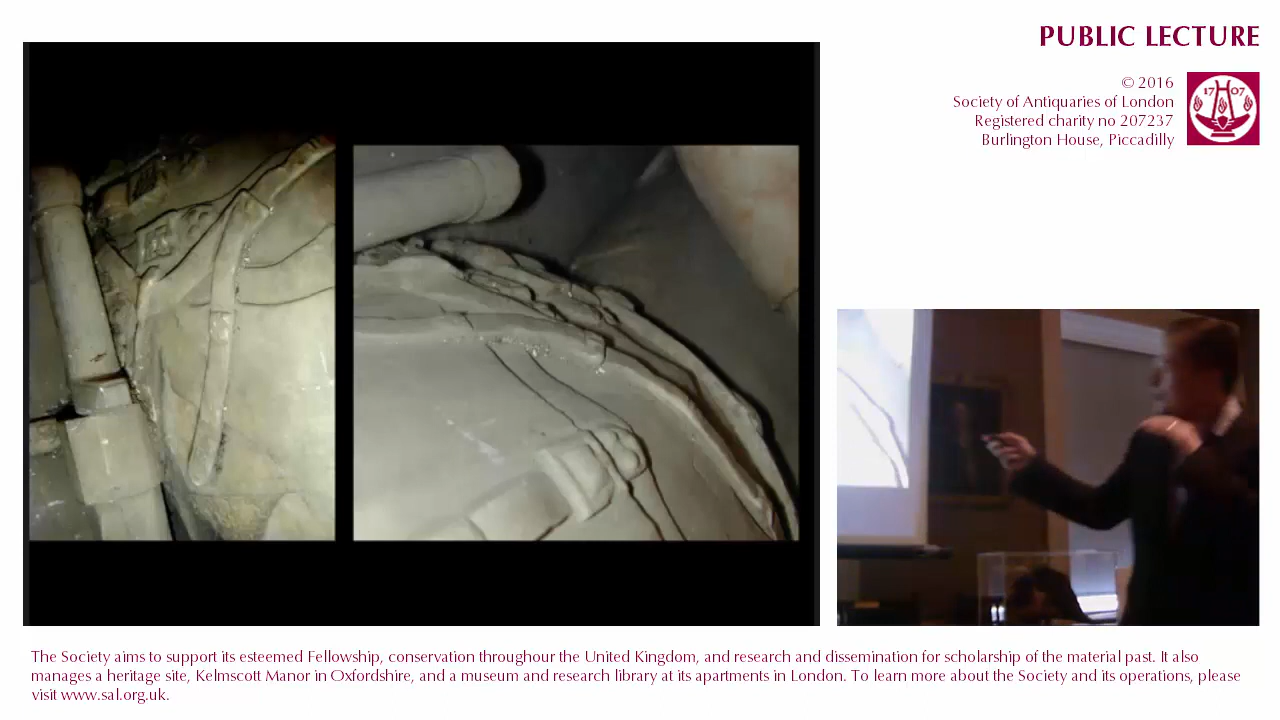 PUBLIC LECTURE
© 2016
Society of Antiquaries of London
Registered charity no 207237
Burlington House, Piccadilly
17 07
The Society aims to support its esteemed Fellowship, conservation throughour the United Kingdom, and research and dissemination for scholarship of the material past. It also
manages a heritage site, Kelmscott Manor in Oxfordshire, and a museum and research library at its apartments in London. To learn more about the Society and its operations, please
visit www.sal.org.uk.